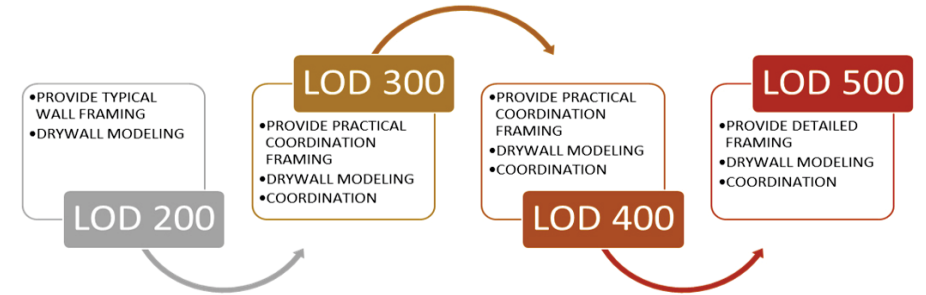 •PROVIDE TYPICAL
WALL FRAMING
•DRYWALL MODELING
LOD 200
LOD 300
•PROVIDE PRACTICAL
COORDINATION
FRAMING
•DRYWALL MODELING
•COORDINATION
•PROVIDE PRACTICAL
COORDINATION
FRAMING
•DRYWALL MODELING
•COORDINATION
LOD 400
LOD 500
•PROVIDE DETAILED
FRAMING
•DRYWALL MODELING
•COORDINATION